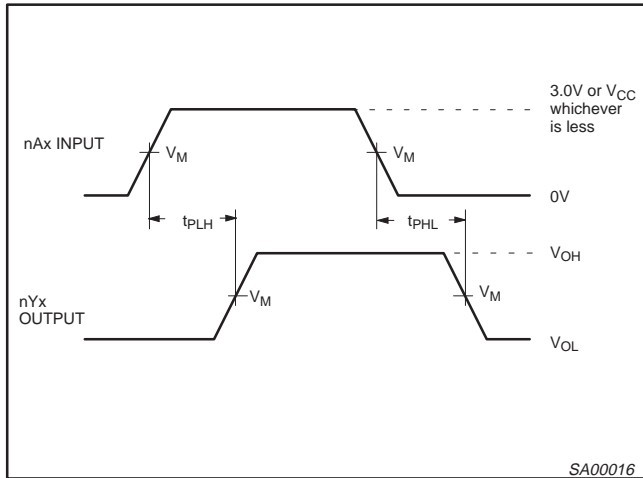 3.0V or VCC
whichever
is less
nAx INPUT
VM
VM
0V
tPLH
tPHL
VOH
nYx
OUTPUT
VM
VM
VOL
SA00016